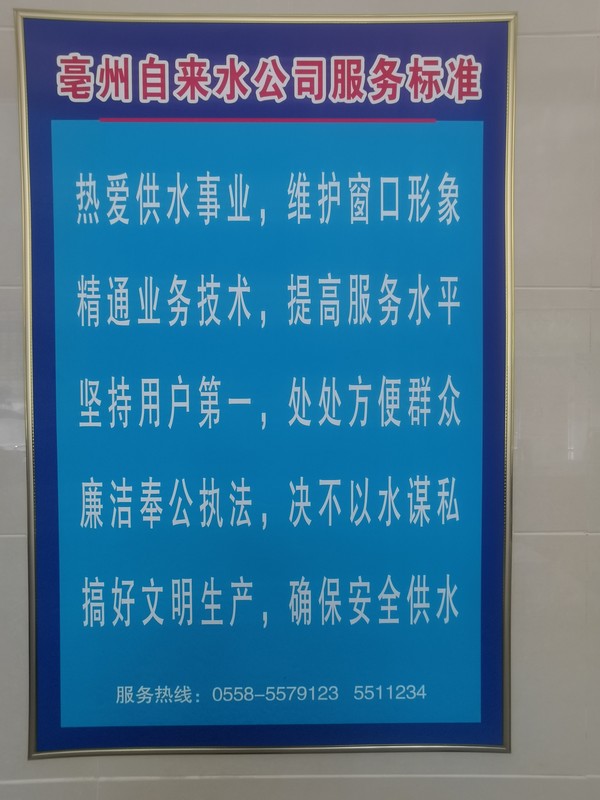 亳州自来水公司服务标准
热爱供水事业，维护窗口形象
精通业务技术，提高服务水平
坚持用户第一，处处方便群众
廉洁奉公执法，决不以水谋私
搞好文明生产，确保安全供水
服务热线：0558-5579123 5511234